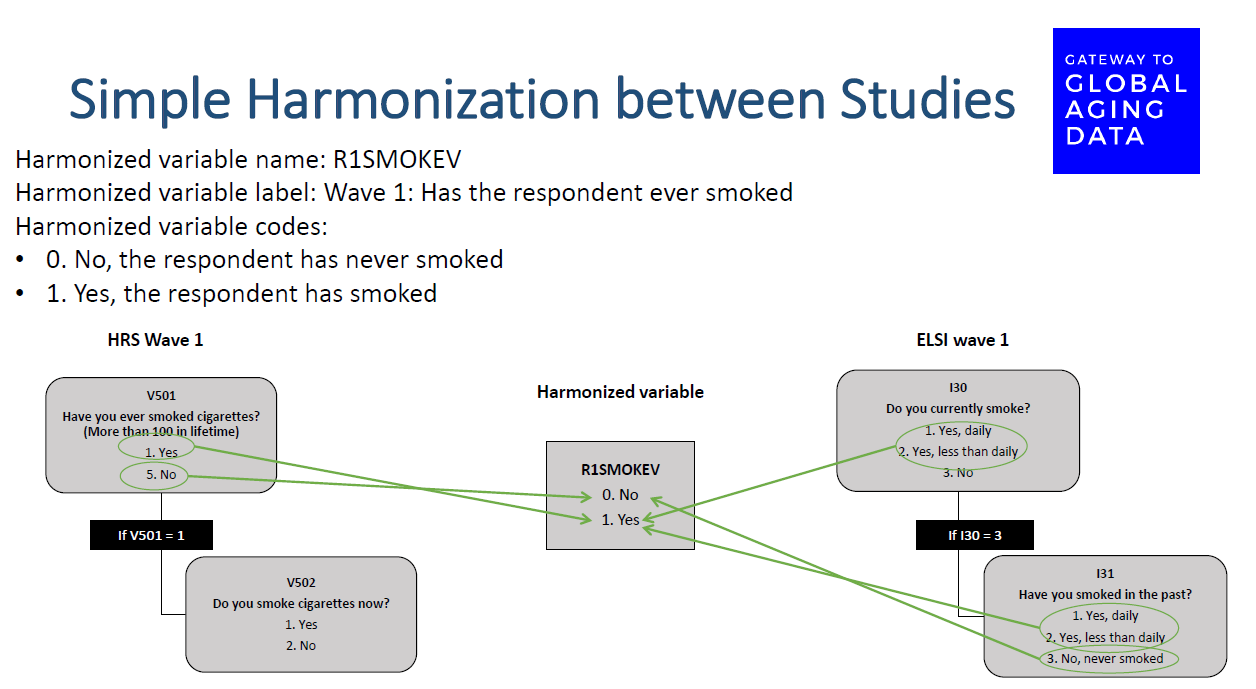 Simple Harmonization between Studies
GATEWAY TO
GLOBAL
AGING
DATA
Harmonized variable name: R1SMOKEV
Harmonized variable label: Wave 1: Has the respondent ever smoked
Harmonized variable codes:
• 0. No, the respondent has never smoked
• 1. Yes, the respondent has smoked
HRS Wave 1
V501
Have you ever smoked cigarettes?
(More than 100 in lifetime)
1. Yes
5. No
If V501 = 1
V502
Do you smoke cigarettes now?
1. Yes
2. No
Harmonized variable
R1SMOKEV
0. No
1. Yes
ELSI wave 1
I30
Do you currently smoke?
1. Yes, daily
2. Yes, less than daily
3. No
If I30 = 3
I31
Have you smoked in the past?
1. Yes, daily
2. Yes, less than daily
3. No, never smoked